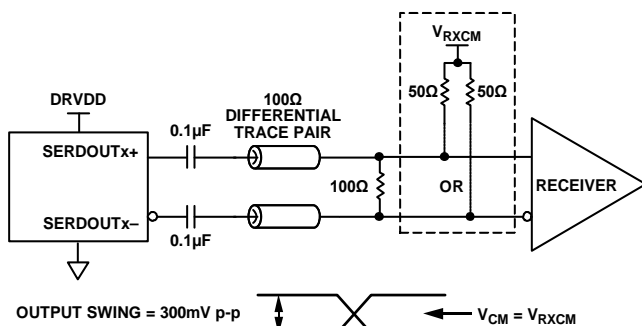 V_RXCM
DRVDD
50Ω 50Ω
100Ω
DIFFERENTIAL
TRACE PAIR
0.1µF
SERDOUTx+
100Ω
OR
RECEIVER
SERDOUTx–
0.1µF
OUTPUT SWING = 300mV p-p
V_CM = V_RXCM